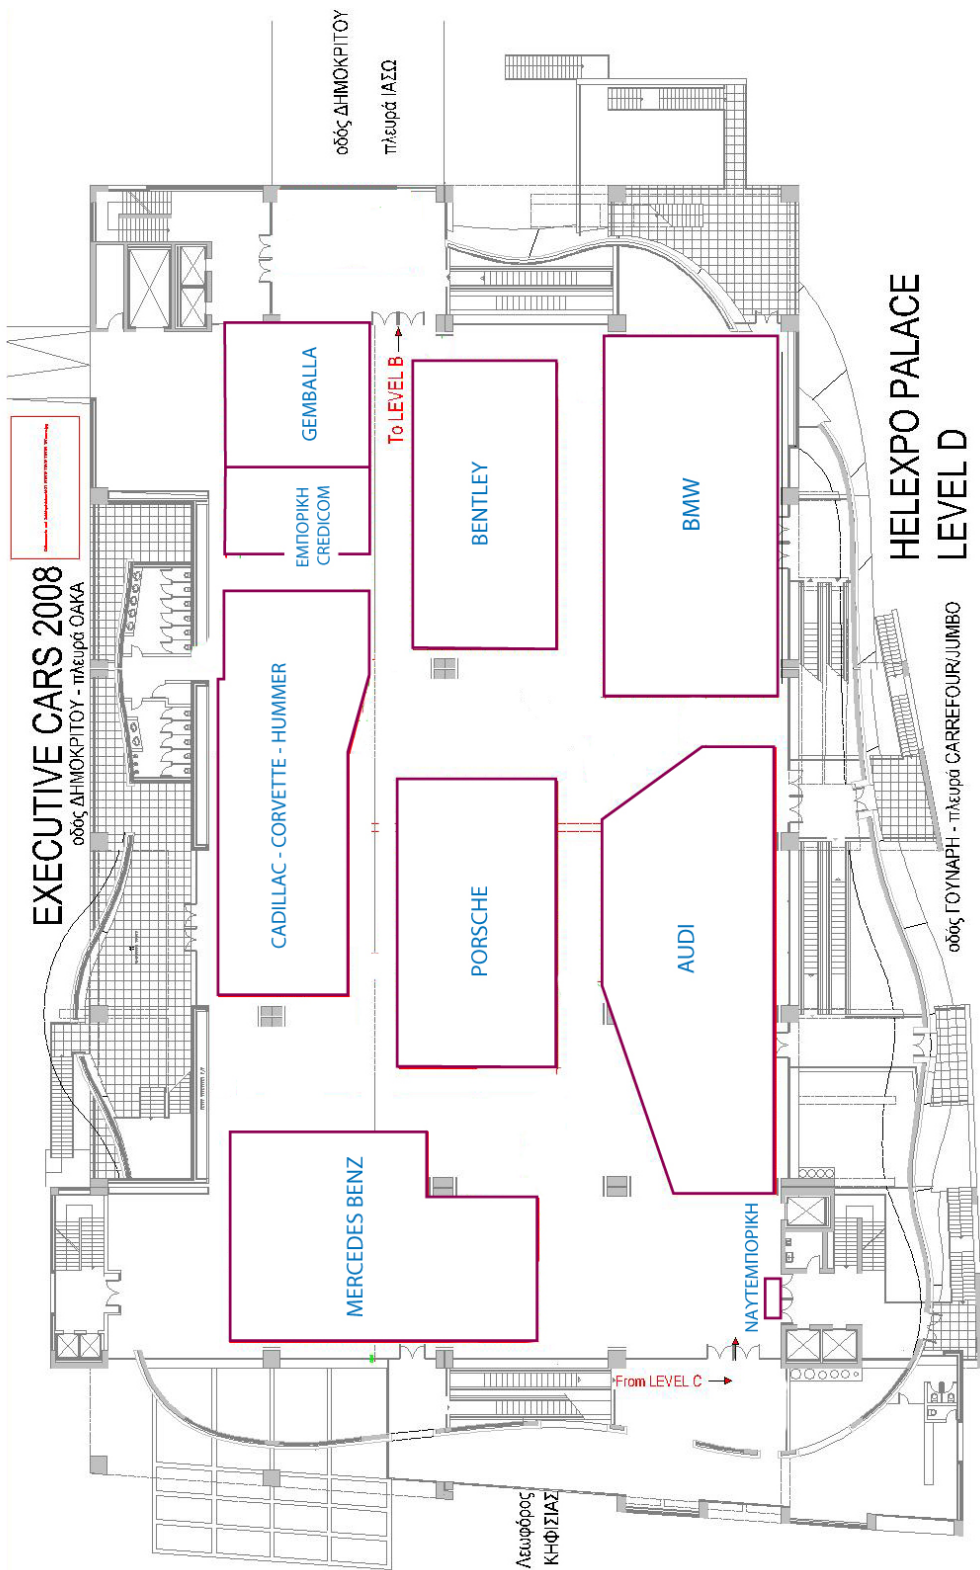 EXECUTIVE CARS 2008
οδός ΔΗΜΟΚΡΙΤΟΥ - πλευρά ΟΑΚΑ
οδός ΔΗΜΟΚΡΙΤΟΥ
πλευρά ΙΑΣΩ
GEMBALLA
ΕΜΠΟΡΙΚΗ
CREDICOM
To LEVEL B
CADILLAC - CORVETTE - HUMMER
BENTLEY
BMW
PORSCHE
AUDI
MERCEDES BENZ
ΝΑΥΤΕΜΠΟΡΙΚΗ
From LEVEL C
Λεωφόρος
ΚΗΦΙΣΙΑΣ
HELEXPO PALACE
LEVEL D
οδός ΓΟΥΝΑΡΗ - πλευρά CARREFOUR/JUMBO